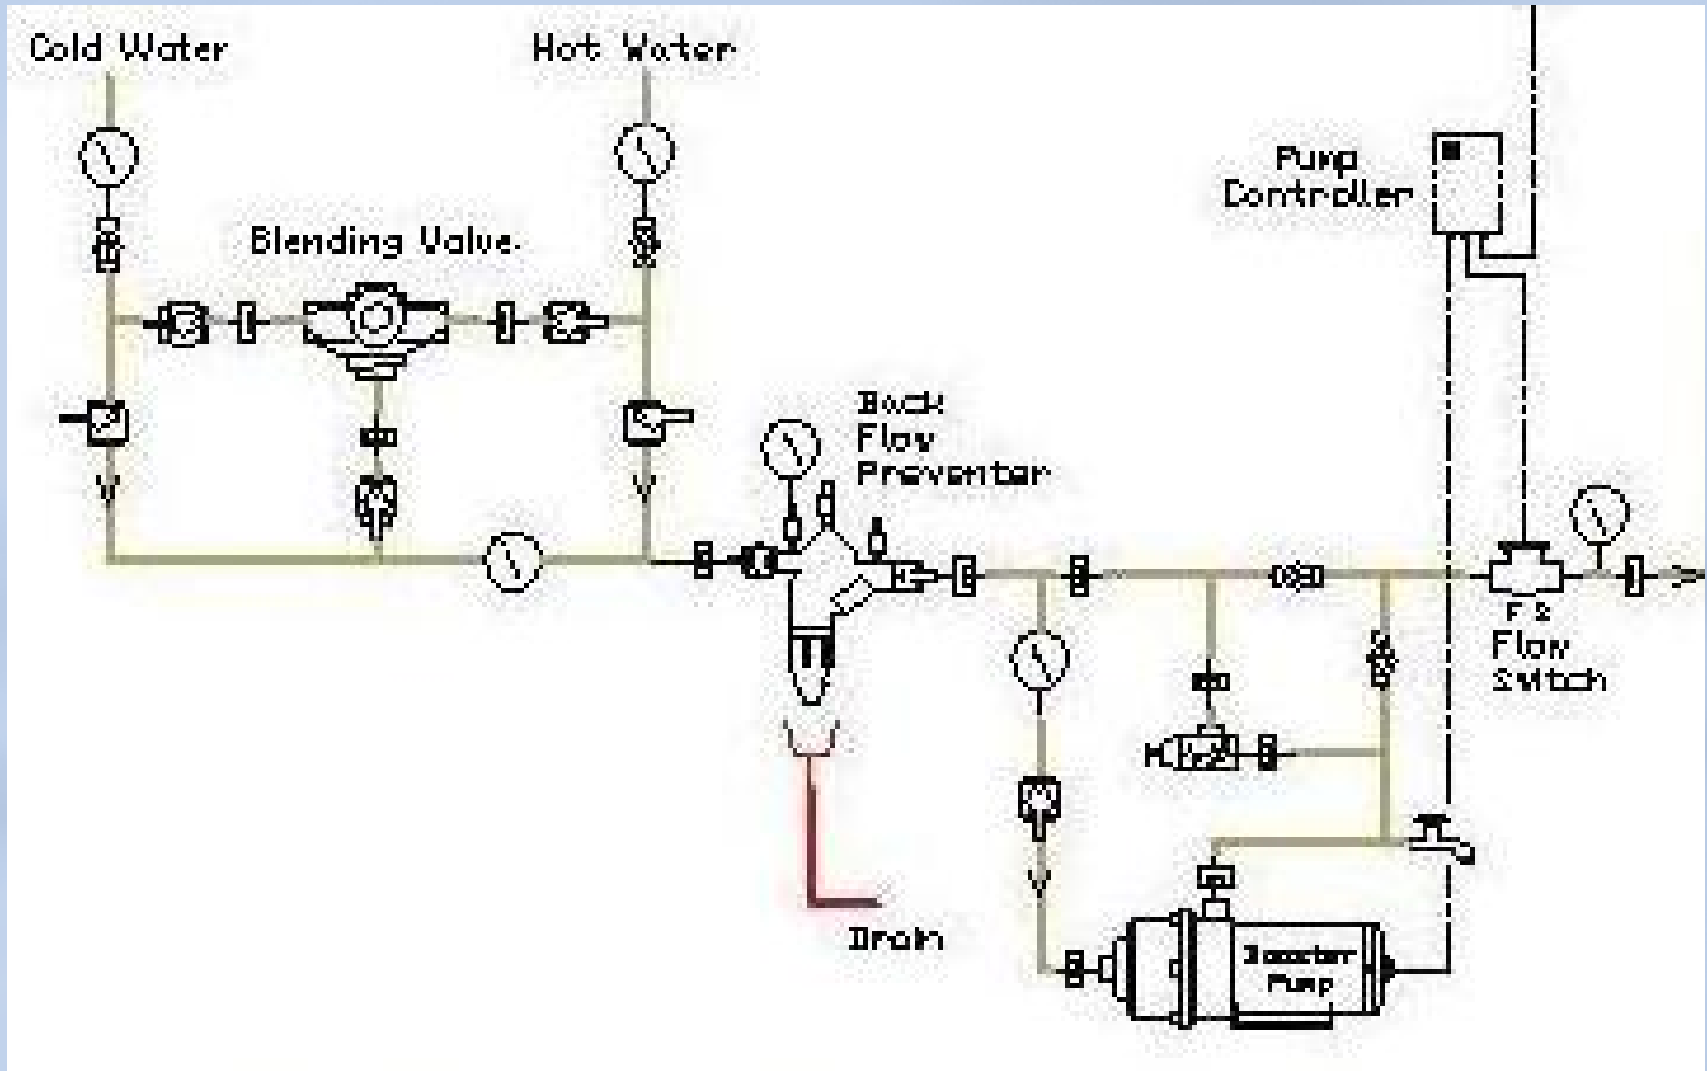 Cold Water
Hot Water
Blending Valve
Pump
Controller
Back
Flow
Preventer
F S
Flow
Switch
Booster
Pump
Drain